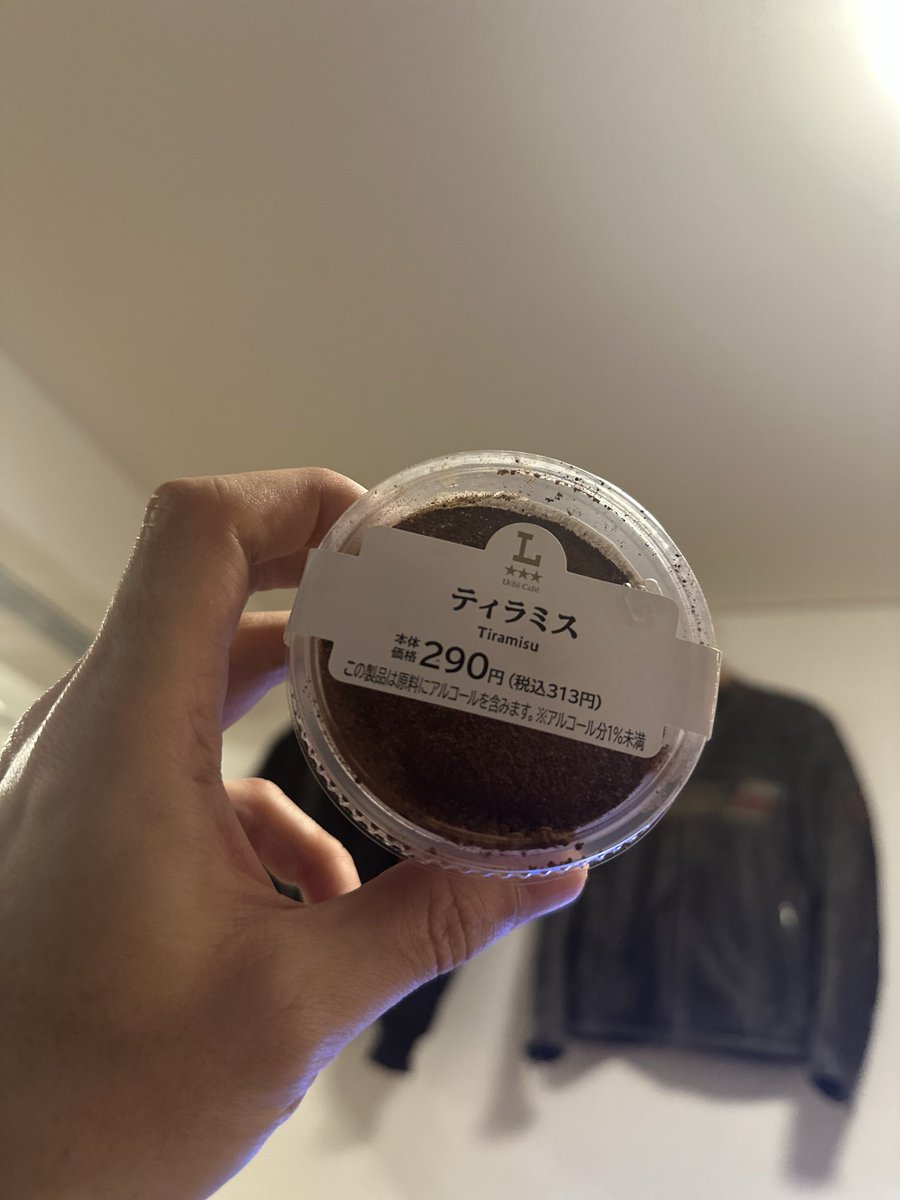 L
★★★
Uchi Café
ティラミス
Tiramisu
本体価格290円(税込313円)
この製品は原料にアルコールを含みます。※アルコール分1%未満